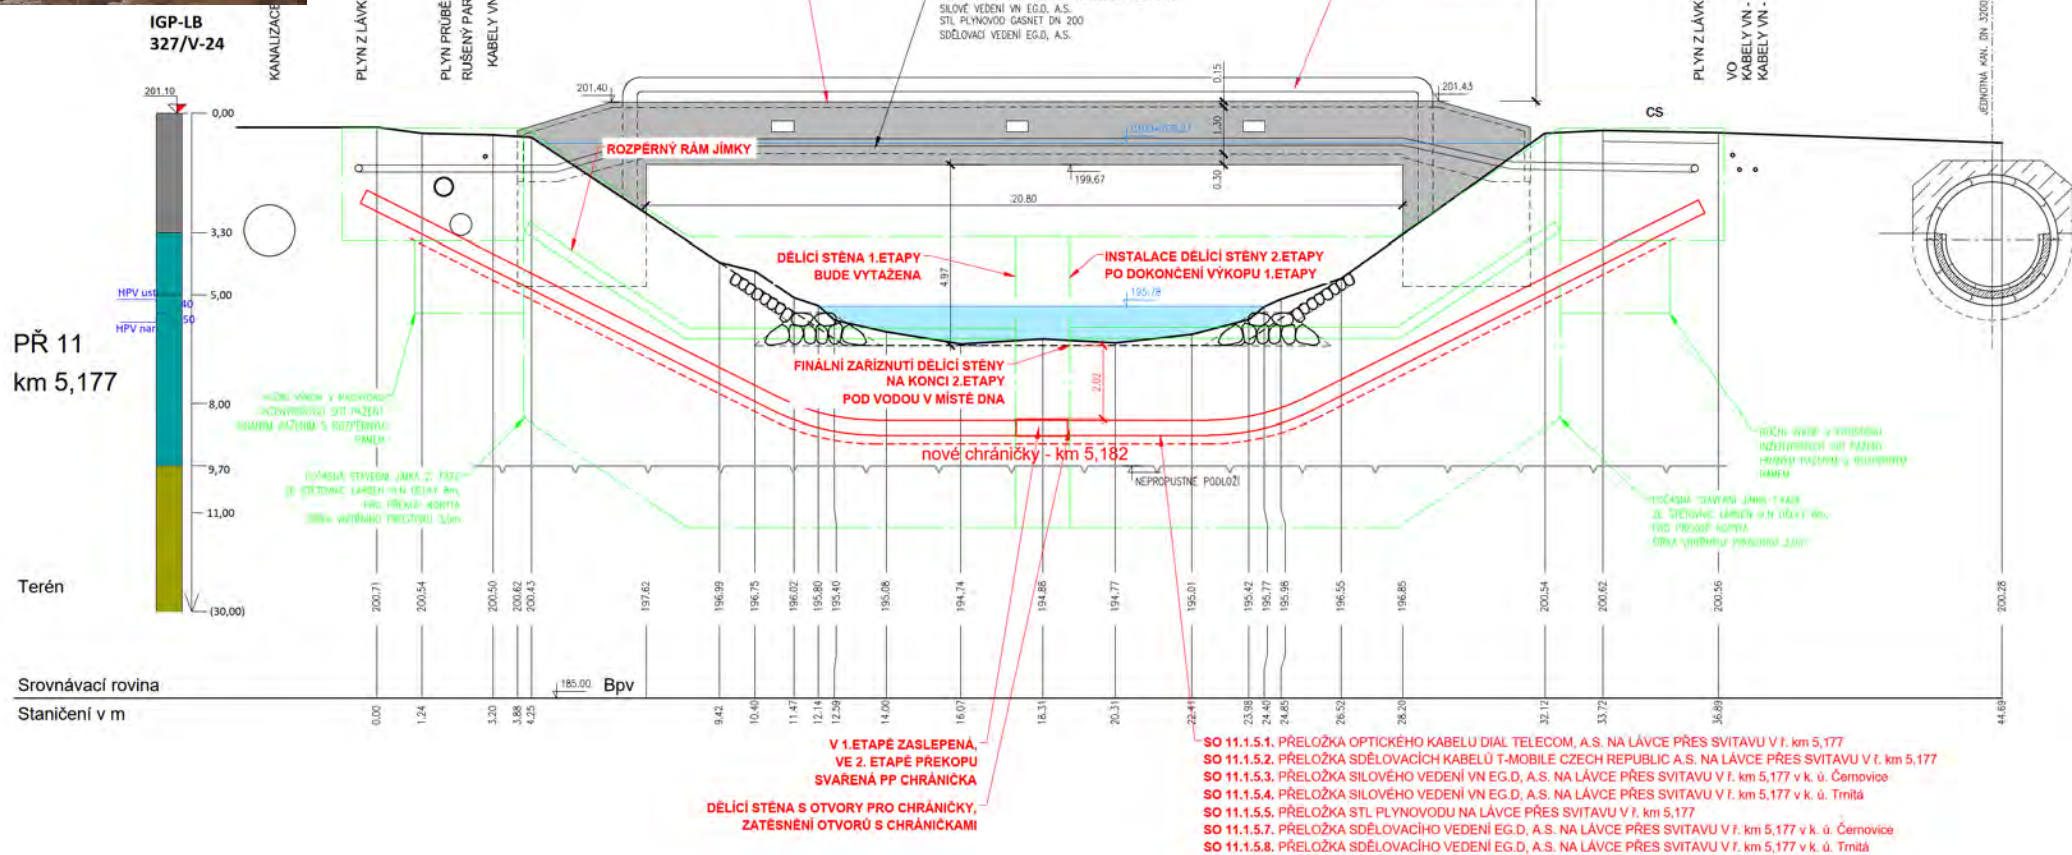 IGP-LB
327/V-24
KANALIZACE
PLYN Z LÁVK
PLYN PRŮBĚ
RUŠENÝ PAR
KABELY VN
SILOVÉ VEDENÍ VN EG.D, A.S.
STL PLYNOVOD GASNET DN 200
SDĚLOVACÍ VEDENÍ EG.D, A.S.
PLYN Z LÁVK
VO
KABELY VN -
KABELY VN -
JEDNOTNÁ KAN. DN 3200
201.10
0,00
3,30
5,00
8,00
9,70
11,00
(30,00)
HPV ust
40
HPV nar
50
PŘ 11
km 5,177
201.40
201.43
0.15
1.30
0.30
CS
ROZPĚRNÝ RÁM JÍMKY
199.67
20.80
4.97
DĚLÍCÍ STĚNA 1.ETAPY
BUDE VYTAŽENA
INSTALACE DĚLÍCÍ STĚNY 2.ETAPY
PO DOKONČENÍ VÝKOPU 1.ETAPY
195.78
FINÁLNÍ ZAŘÍZNUTÍ DĚLÍCÍ STĚNY
NA KONCI 2.ETAPY
POD VODOU V MÍSTĚ DNA
2.02
nové chráničky - km 5,182
NEPROPUSTNÉ PODLOŽÍ
Terén
200.71
200.54
200.50
200.62
200.43
197.62
196.99
196.75
196.02
195.80
195.40
195.08
194.74
194.88
194.77
195.01
195.42
195.77
195.98
196.55
196.85
200.54
200.62
200.56
200.28
Srovnávací rovina
185.00 Bpv
Staničení v m
0.00
1.24
3.20
3.88
4.25
9.42
10.40
11.47
12.14
12.59
14.00
16.07
18.31
20.31
22.41
23.98
24.40
24.85
26.52
28.20
32.12
33.72
36.89
44.69
V 1.ETAPĚ ZASLEPENÁ,
VE 2. ETAPĚ PŘEKOPU
SVAŘENÁ PP CHRÁNIČKA
DĚLÍCÍ STĚNA S OTVORY PRO CHRÁNIČKY,
ZATĚSNĚNÍ OTVORŮ S CHRÁNIČKAMI
SO 11.1.5.1. PŘELOŽKA OPTICKÉHO KABELU DIAL TELECOM, A.S. NA LÁVCE PŘES SVITAVU V ř. km 5,177
SO 11.1.5.2. PŘELOŽKA SDĚLOVACÍCH KABELŮ T-MOBILE CZECH REPUBLIC A.S. NA LÁVCE PŘES SVITAVU V ř. km 5,177
SO 11.1.5.3. PŘELOŽKA SILOVÉHO VEDENÍ VN EG.D, A.S. NA LÁVCE PŘES SVITAVU V ř. km 5,177 v k. ú. Černovice
SO 11.1.5.4. PŘELOŽKA SILOVÉHO VEDENÍ VN EG.D, A.S. NA LÁVCE PŘES SVITAVU V ř. km 5,177 v k. ú. Trnitá
SO 11.1.5.5. PŘELOŽKA STL PLYNOVODU NA LÁVCE PŘES SVITAVU V ř. km 5,177
SO 11.1.5.7. PŘELOŽKA SDĚLOVACÍHO VEDENÍ EG.D, A.S. NA LÁVCE PŘES SVITAVU V ř. km 5,177 v k. ú. Černovice
SO 11.1.5.8. PŘELOŽKA SDĚLOVACÍHO VEDENÍ EG.D, A.S. NA LÁVCE PŘES SVITAVU V ř. km 5,177 v k. ú. Trnitá